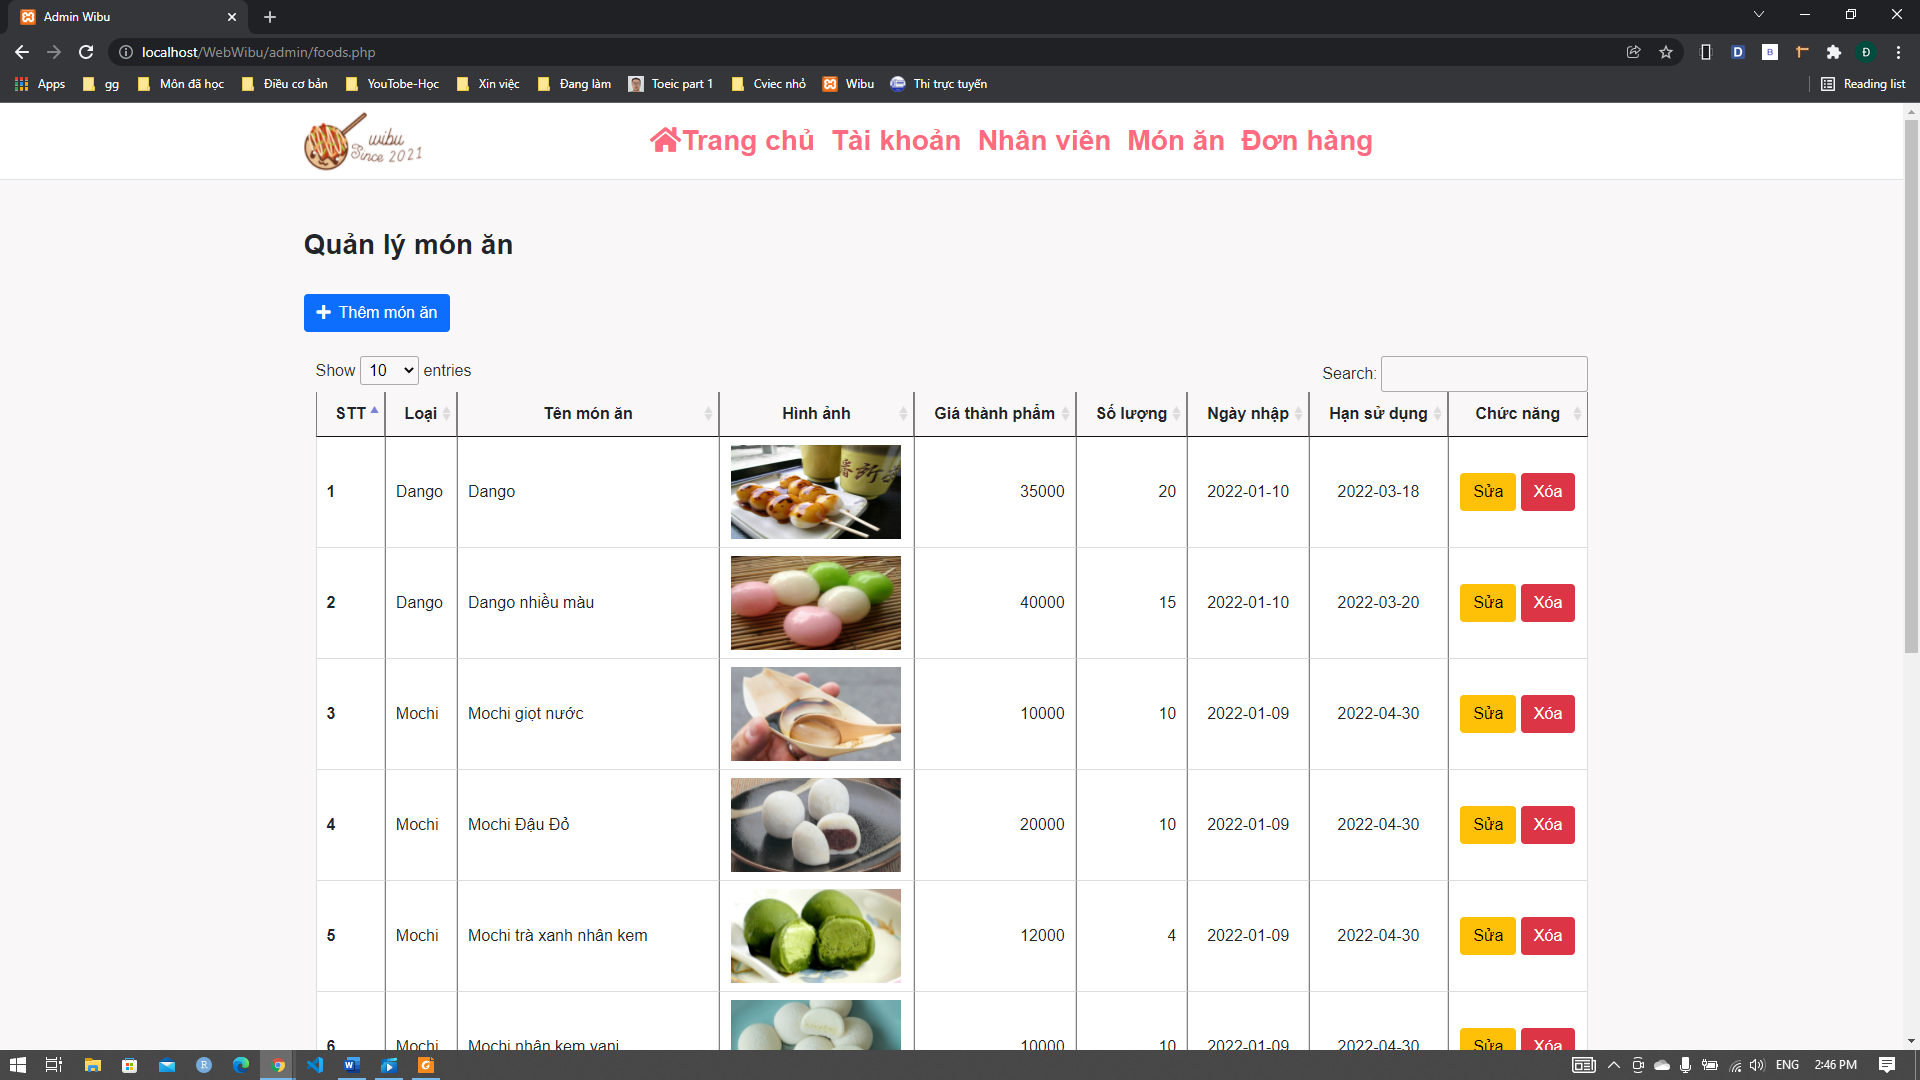 Admin Wibu
localhost/WebWibu/admin/foods.php
Apps gg Môn đã học Điều cơ bản YouTobe-Học Xin việc Đang làm Toeic part 1 Cviec nhỏ Wibu Thi trực tuyến Reading list
wibu
Since 2021
Trang chủ Tài khoản Nhân viên Món ăn Đơn hàng
Quản lý món ăn
Thêm món ăn
Show 10 entries Search:
STT Loại Tên món ăn Hình ảnh Giá thành phẩm Số lượng Ngày nhập Hạn sử dụng Chức năng
1 Dango Dango 35000 20 2022-01-10 2022-03-18 Sửa Xóa
2 Dango Dango nhiều màu 40000 15 2022-01-10 2022-03-20 Sửa Xóa
3 Mochi Mochi giọt nước 10000 10 2022-01-09 2022-04-30 Sửa Xóa
4 Mochi Mochi Đậu Đỏ 20000 10 2022-01-09 2022-04-30 Sửa Xóa
5 Mochi Mochi trà xanh nhân kem 12000 4 2022-01-09 2022-04-30 Sửa Xóa
6 Mochi Mochi nhân kem vani 10000 10 2022-01-09 2022-04-30 Sửa Xóa
ENG 2:46 PM